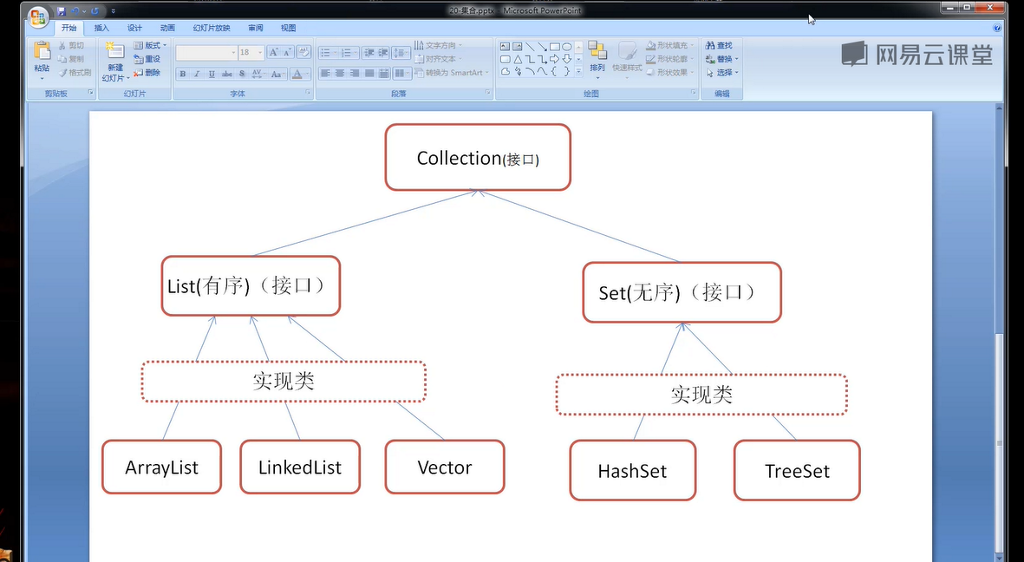 20-集合.pptx - Microsoft PowerPoint
开始 插入 设计 动画 幻灯片放映 审阅 视图
粘贴 剪切 复制 格式刷 剪贴板
新建 幻灯片 版式 重设 删除 幻灯片
18 字体
文字方向 对齐文本 转换为 SmartArt 段落
排列 快速样式 形状填充 形状轮廓 形状效果 绘图
查找 替换 选择 编辑
网易云课堂
Collection(接口)
List(有序)（接口）
Set(无序)（接口）
实现类
实现类
ArrayList
LinkedList
Vector
HashSet
TreeSet